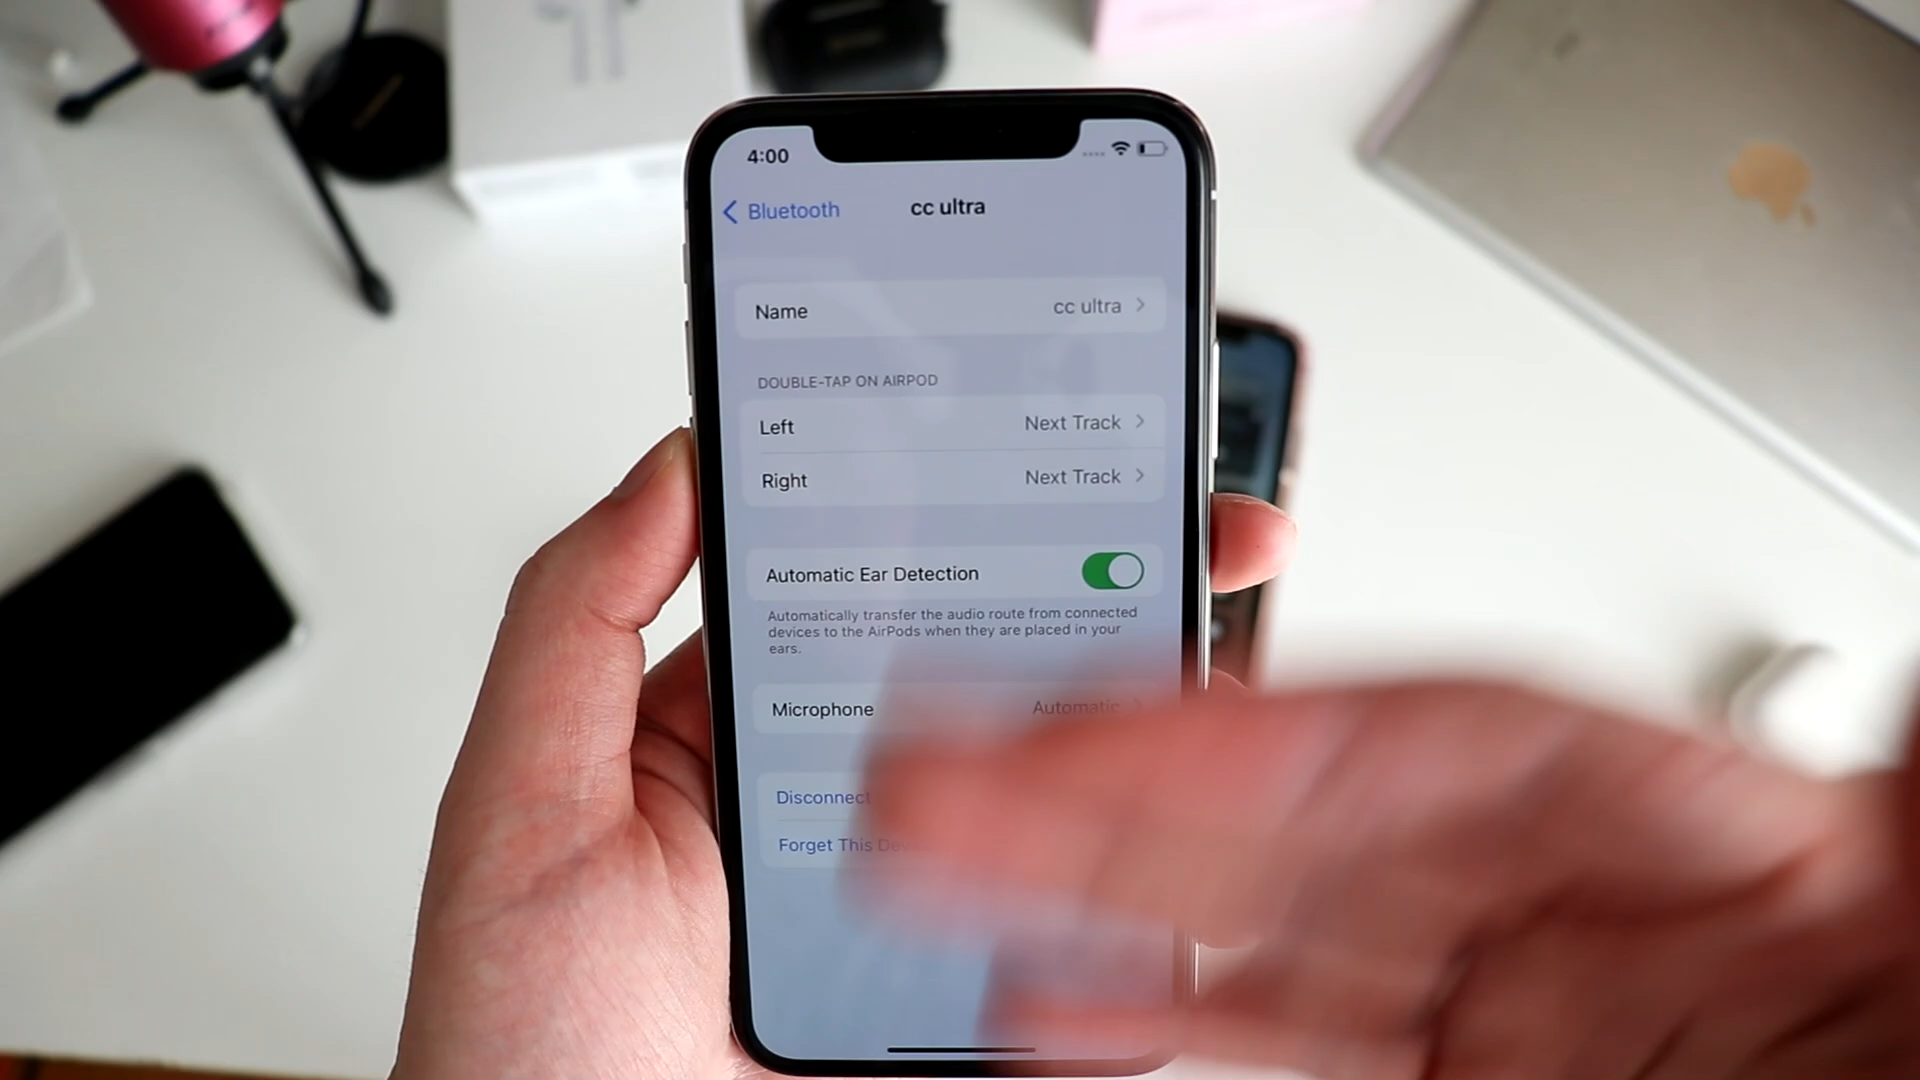 4:00
Bluetooth
cc ultra
Name
cc ultra
DOUBLE-TAP ON AIRPOD
Left
Next Track
Right
Next Track
Automatic Ear Detection
Automatically transfer the audio route from connected
devices to the AirPods when they are placed in your
ears.
Microphone
Automatic
Disconnect
Forget This